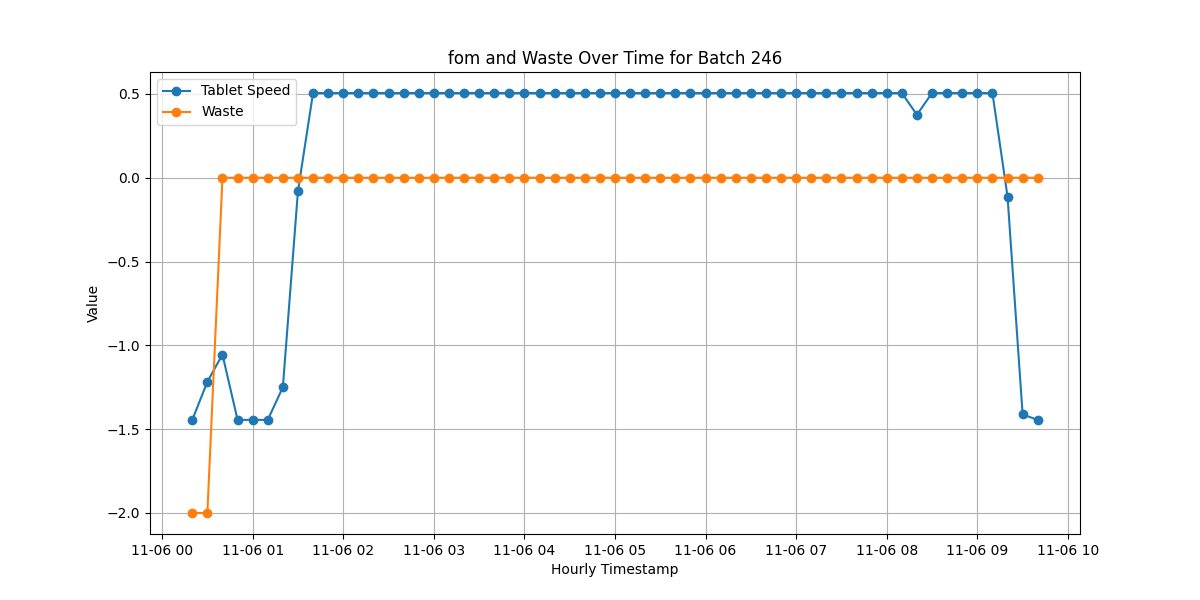 fom and Waste Over Time for Batch 246
Tablet Speed
Waste
0.5
0.0
−0.5
−1.0
−1.5
−2.0
Value
11-06 00 11-06 01 11-06 02 11-06 03 11-06 04 11-06 05 11-06 06 11-06 07 11-06 08 11-06 09 11-06 10
Hourly Timestamp